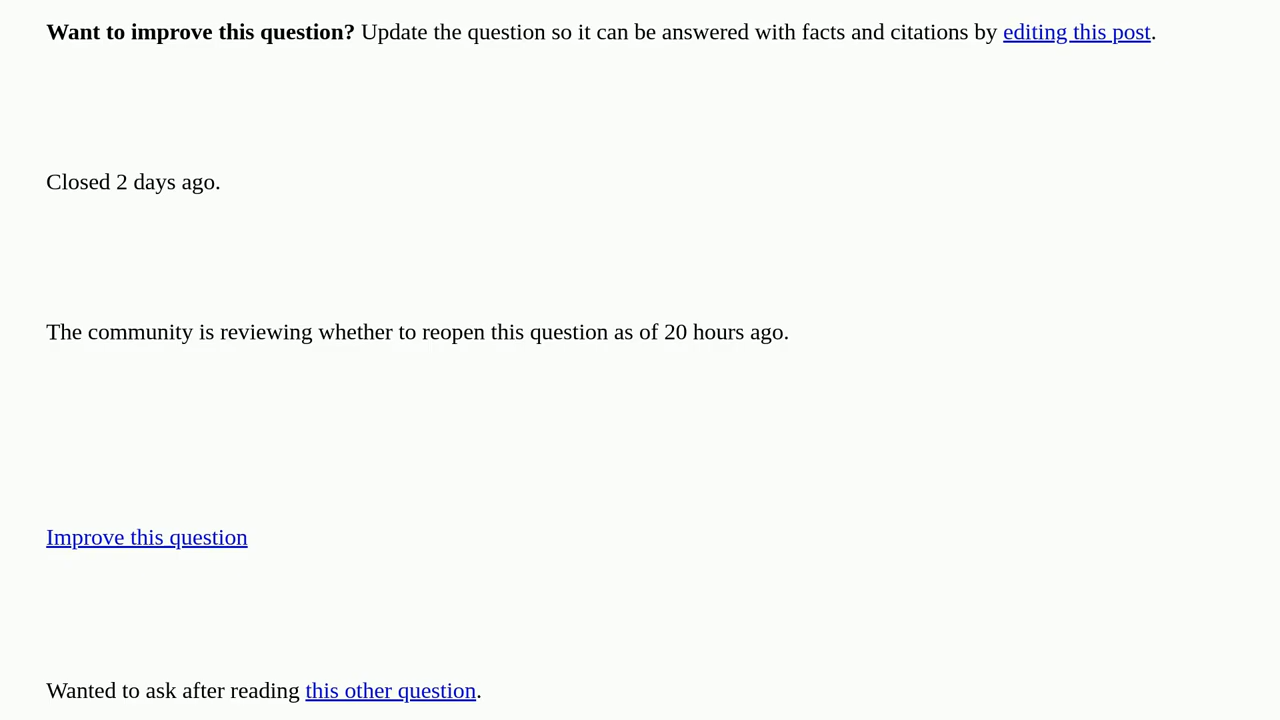 Want to improve this question? Update the question so it can be answered with facts and citations by editing this post.
Closed 2 days ago.
The community is reviewing whether to reopen this question as of 20 hours ago.
Improve this question
Wanted to ask after reading this other question.